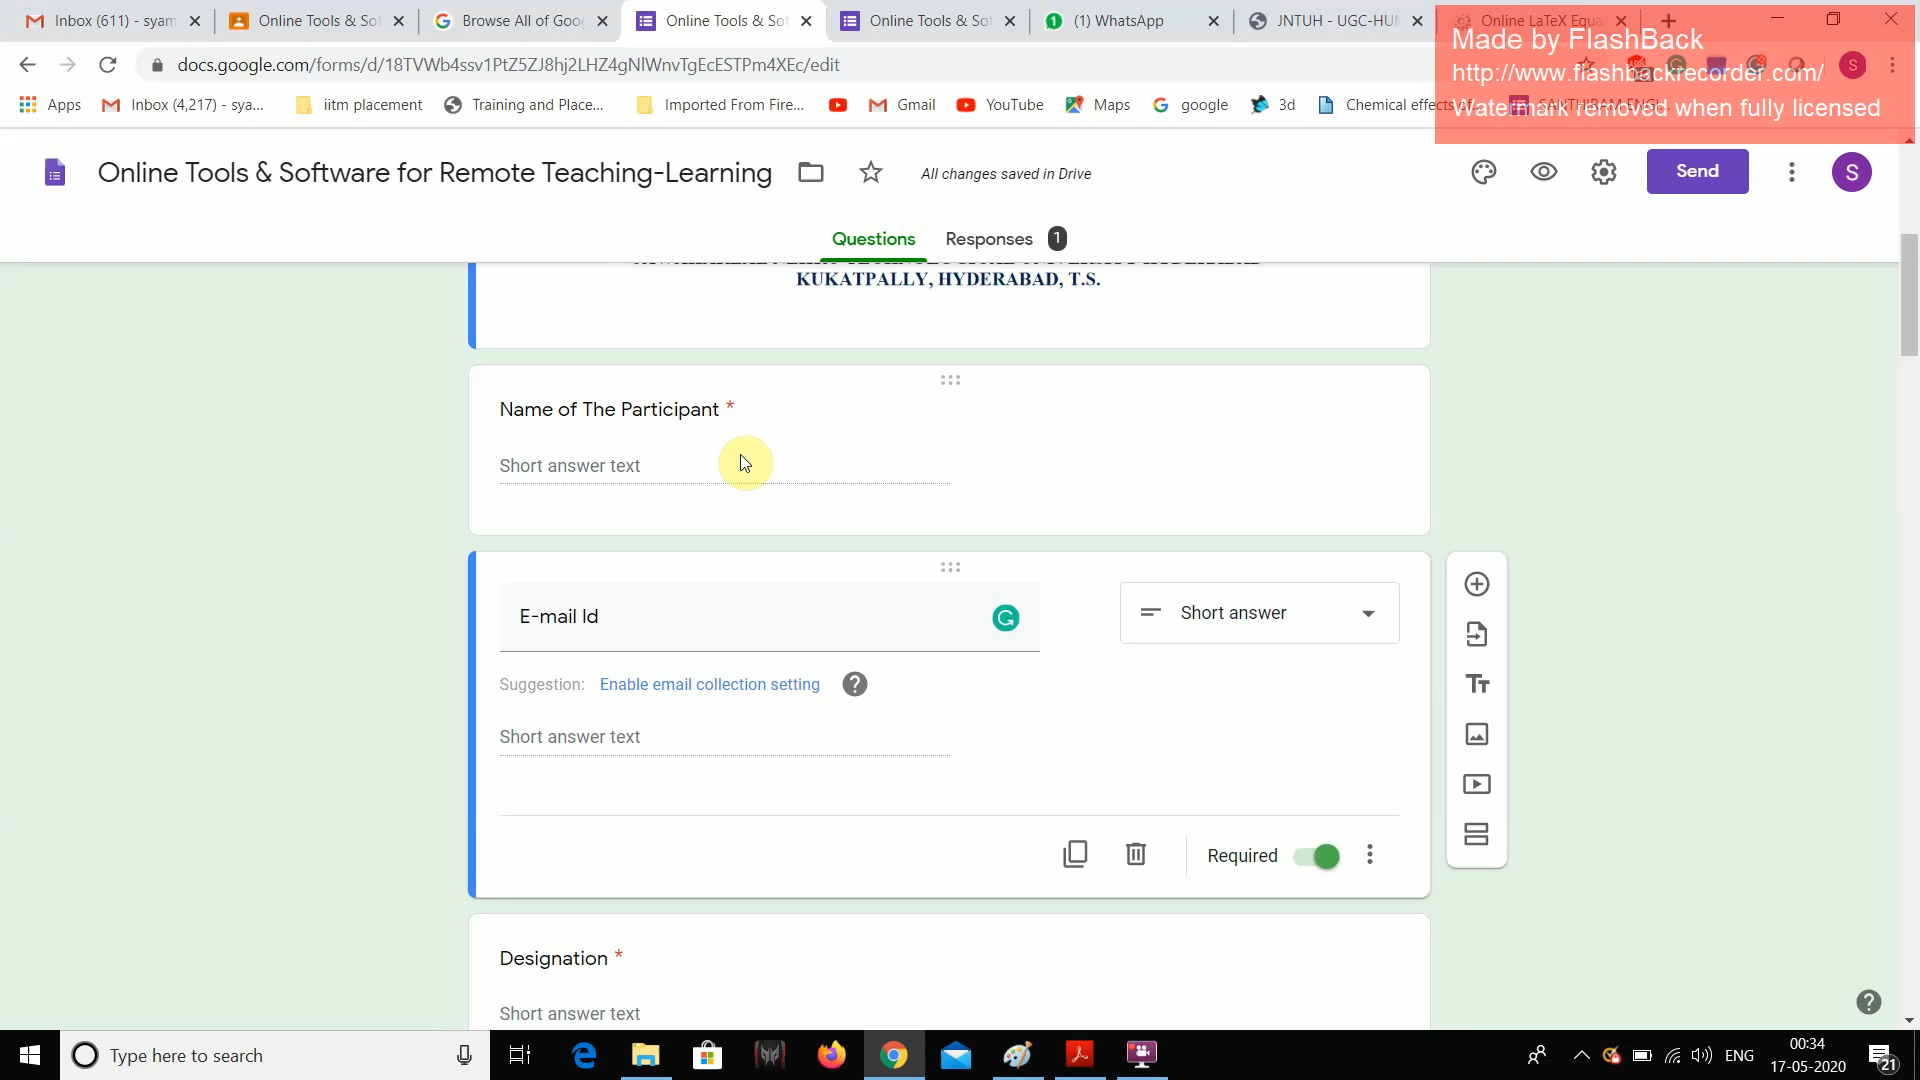 Inbox (611) - syam
Online Tools & So
Browse All of Goo
Online Tools & So
Online Tools & So
(1) WhatsApp
JNTUH - UGC-HU
Online LaTeX Equa
Made by FlashBack
http://www.flashbackrecorder.com/
Watermark removed when fully licensed
docs.google.com/forms/d/18TVWb4ssv1PtZ5ZJ8hj2LHZ4gNlWnvTgEcESTPm4XEc/edit
S
Apps
Inbox (4,217) - sya...
iitm placement
Training and Place...
Imported From Fire...
Gmail
YouTube
Maps
google
3d
Chemical effects of
Online Tools & Software for Remote Teaching-Learning
All changes saved in Drive
Send
S
Questions
Responses 1
KUKATPALLY, HYDERABAD, T.S.
Name of The Participant *
Short answer text
E-mail Id
Short answer
Suggestion: Enable email collection setting
Short answer text
Required
Designation *
Short answer text
Type here to search
ENG
00:34
17-05-2020
21